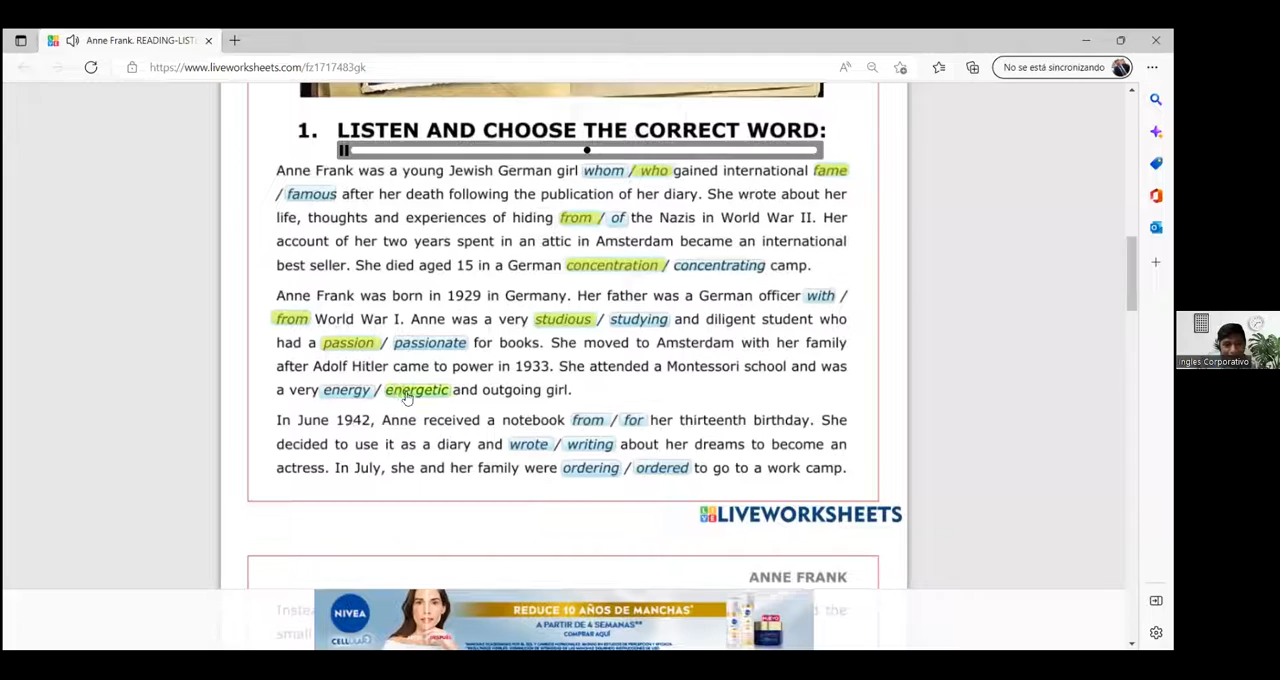 Anne Frank. READING-LIST
https://www.liveworksheets.com/fz1717483gk
No se está sincronizando
1. LISTEN AND CHOOSE THE CORRECT WORD:
Anne Frank was a young Jewish German girl whom / who gained international fame
/ famous after her death following the publication of her diary. She wrote about her
life, thoughts and experiences of hiding from / of the Nazis in World War II. Her
account of her two years spent in an attic in Amsterdam became an international
best seller. She died aged 15 in a German concentration / concentrating camp.
Anne Frank was born in 1929 in Germany. Her father was a German officer with /
from World War I. Anne was a very studious / studying and diligent student who
had a passion / passionate for books. She moved to Amsterdam with her family
after Adolf Hitler came to power in 1933. She attended a Montessori school and was
a very energy / energetic and outgoing girl.
In June 1942, Anne received a notebook from / for her thirteenth birthday. She
decided to use it as a diary and wrote / writing about her dreams to become an
actress. In July, she and her family were ordering / ordered to go to a work camp.
LIVEWORKSHEETS
ANNE FRANK
Instea
the
small
NIVEA
CELLular
REDUCE 10 AÑOS DE MANCHAS*
A PARTIR DE 4 SEMANAS**
COMPRAR AQUÍ
Ingles Corporativo